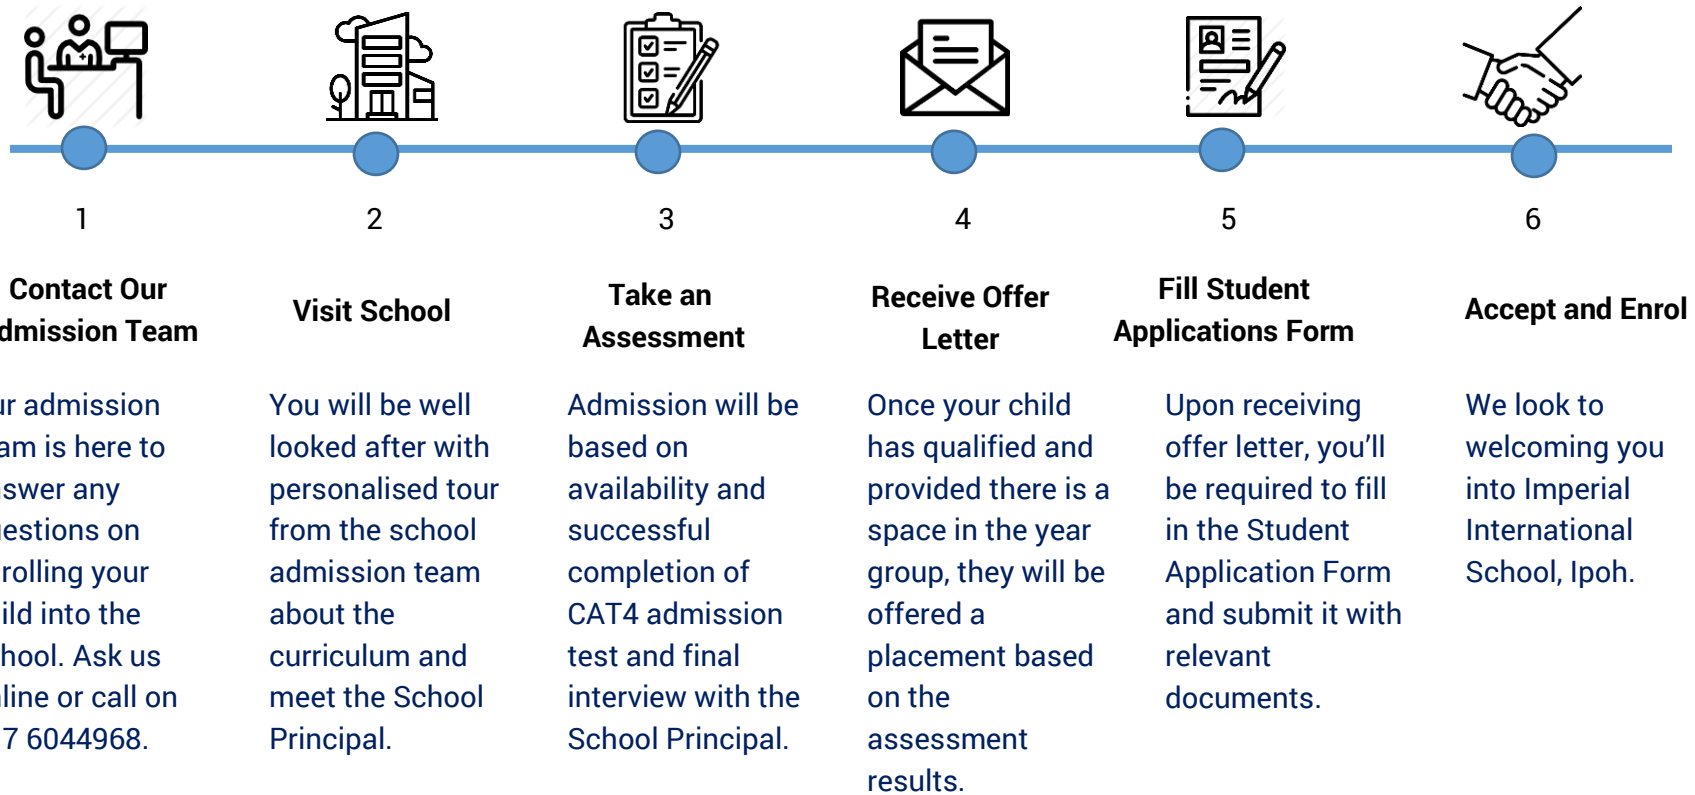 1
Contact Our
dmission Team
ur admission
am is here to
swer any
estions on
rolling your
ild into the
hool. Ask us
line or call on
7 6044968.
2
Visit School
You will be well
looked after with
personalised tour
from the school
admission team
about the
curriculum and
meet the School
Principal.
3
Take an
Assessment
Admission will be
based on
availability and
successful
completion of
CAT4 admission
test and final
interview with the
School Principal.
4
Receive Offer
Letter
Once your child
has qualified and
provided there is a
space in the year
group, they will be
offered a
placement based
on the
assessment
results.
5
Fill Student
Applications Form
Upon receiving
offer letter, you’ll
be required to fill
in the Student
Application Form
and submit it with
relevant
documents.
6
Accept and Enrol
We look to
welcoming you
into Imperial
International
School, Ipoh.